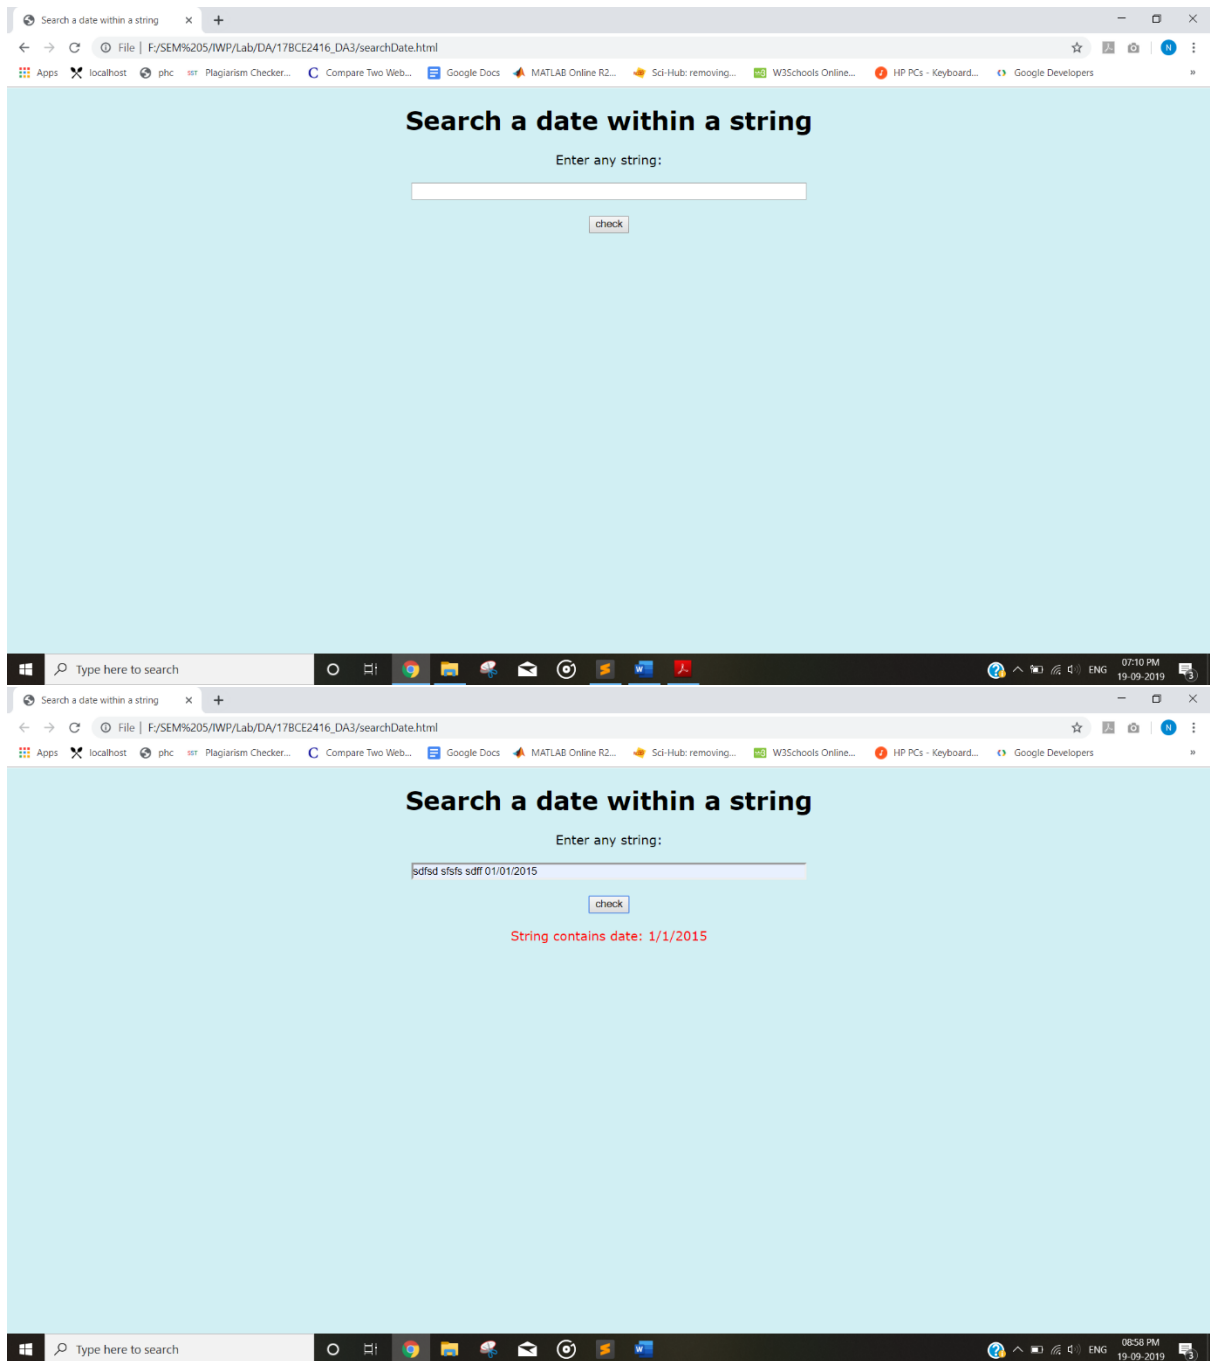 Search a date within a string
File | F:/SEM%205/IWP/Lab/DA/17BCE2416_DA3/searchDate.html
N
Apps localhost phc SST Plagiarism Checker... C Compare Two Web... Google Docs MATLAB Online R2... Sci-Hub: removing... W3Schools Online... HP PCs - Keyboard... Google Developers »
Search a date within a string
Enter any string:
check
Type here to search
ENG
07:10 PM
19-09-2019
3
Search a date within a string
File | F:/SEM%205/IWP/Lab/DA/17BCE2416_DA3/searchDate.html
N
Apps localhost phc SST Plagiarism Checker... C Compare Two Web... Google Docs MATLAB Online R2... Sci-Hub: removing... W3Schools Online... HP PCs - Keyboard... Google Developers »
Search a date within a string
Enter any string:
sdfsd sfsfs sdff 01/01/2015
check
String contains date: 1/1/2015
Type here to search
ENG
08:58 PM
19-09-2019
3